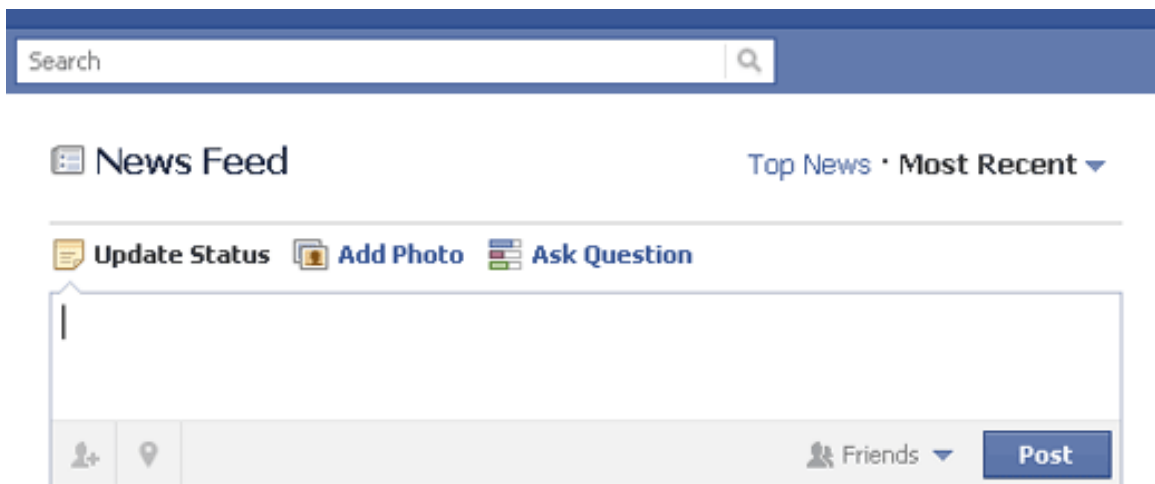 Search
News Feed
Top News · Most Recent
Update Status Add Photo Ask Question
Friends Post